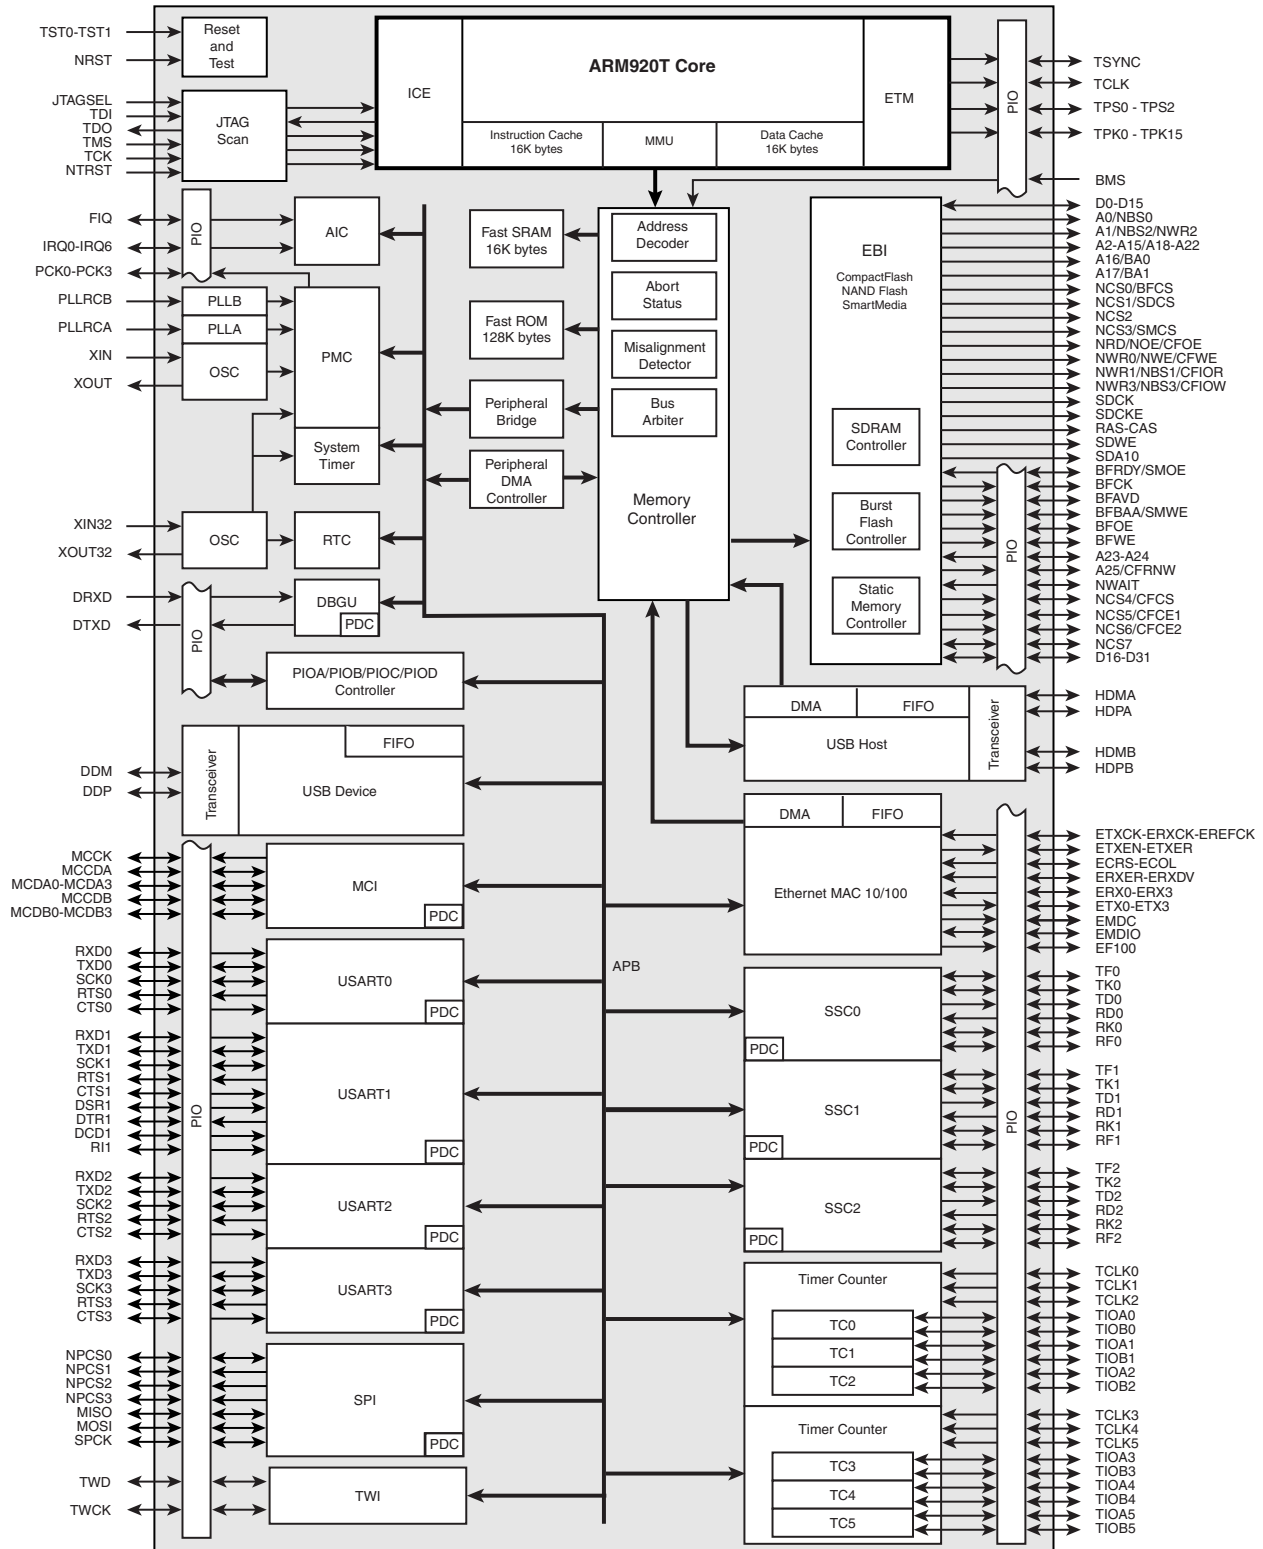 TST0-TST1
NRST
Reset
and
Test
JTAGSEL
TDI
TDO
TMS
TCK
NTRST
JTAG
Scan
ICE
ARM920T Core
Instruction Cache
16K bytes
MMU
Data Cache
16K bytes
ETM
PIO
TSYNC
TCLK
TPS0 - TPS2
TPK0 - TPK15
BMS
FIQ
IRQ0-IRQ6
PCK0-PCK3
PIO
AIC
PLLRCB
PLLRCA
XIN
XOUT
PLLB
PLLA
OSC
PMC
System
Timer
XIN32
XOUT32
OSC
RTC
DRXD
DTXD
PIO
DBGU
PDC
PIOA/PIOB/PIOC/PIOD
Controller
Fast SRAM
16K bytes
Fast ROM
128K bytes
Peripheral
Bridge
Peripheral
DMA
Controller
Address
Decoder
Abort
Status
Misalignment
Detector
Bus
Arbiter
Memory
Controller
EBI
CompactFlash
NAND Flash
SmartMedia
SDRAM
Controller
Burst
Flash
Controller
Static
Memory
Controller
D0-D15
A0/NBS0
A1/NBS2/NWR2
A2-A15/A18-A22
A16/BA0
A17/BA1
NCS0/BFCS
NCS1/SDCS
NCS2
NCS3/SMCS
NRD/NOE/CFOE
NWR0/NWE/CFWE
NWR1/NBS1/CFIOR
NWR3/NBS3/CFIOW
SDCK
SDCKE
RAS-CAS
SDWE
SDA10
BFRDY/SMOE
BFCK
BFAVD
BFBAA/SMWE
BFOE
BFWE
A23-A24
A25/CFRNW
NWAIT
NCS4/CFCS
NCS5/CFCE1
NCS6/CFCE2
NCS7
D16-D31
PIO
DMA
FIFO
USB Host
Transceiver
HDMA
HDPA
HDMB
HDPB
DDM
DDP
Transceiver
FIFO
USB Device
DMA
FIFO
Ethernet MAC 10/100
ETXCK-ERXCK-EREFCK
ETXEN-ETXER
ECRS-ECOL
ERXER-ERXDV
ERX0-ERX3
ETX0-ETX3
EMDC
EMDIO
EF100
MCCK
MCCDA
MCDA0-MCDA3
MCCDB
MCDB0-MCDB3
MCI
PDC
RXD0
TXD0
SCK0
RTS0
CTS0
USART0
PDC
APB
RXD1
TXD1
SCK1
RTS1
CTS1
DSR1
DTR1
DCD1
RI1
PIO
USART1
PDC
RXD2
TXD2
SCK2
RTS2
CTS2
USART2
PDC
RXD3
TXD3
SCK3
RTS3
CTS3
USART3
PDC
NPCS0
NPCS1
NPCS2
NPCS3
MISO
MOSI
SPCK
SPI
PDC
TWD
TWCK
TWI
SSC0
PDC
TF0
TK0
TD0
RD0
RK0
RF0
SSC1
PDC
PIO
TF1
TK1
TD1
RD1
RK1
RF1
SSC2
PDC
TF2
TK2
TD2
RD2
RK2
RF2
Timer Counter
TC0
TC1
TC2
TCLK0
TCLK1
TCLK2
TIOA0
TIOB0
TIOA1
TIOB1
TIOA2
TIOB2
Timer Counter
TC3
TC4
TC5
TCLK3
TCLK4
TCLK5
TIOA3
TIOB3
TIOA4
TIOB4
TIOA5
TIOB5